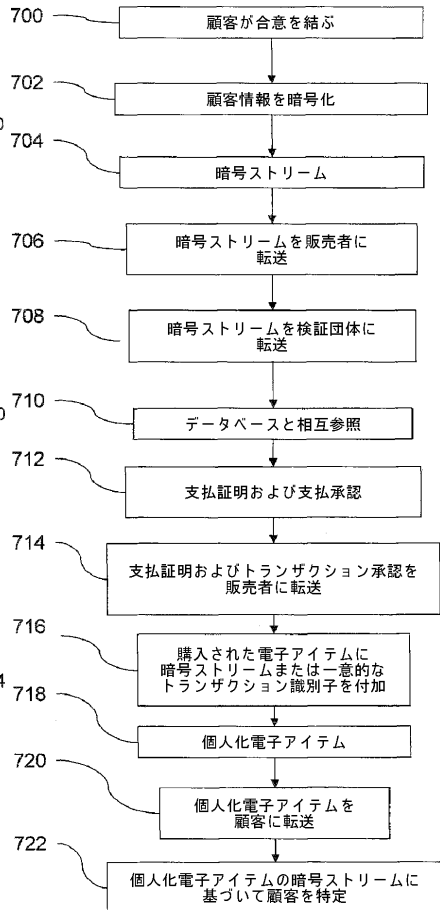 700
顧客が合意を結ぶ
702
顧客情報を暗号化
0
704
暗号ストリーム
706
暗号ストリームを販売者に
転送
708
暗号ストリームを検証団体に
転送
0
710
データベースと相互参照
712
支払証明および支払承認
714
支払証明およびトランザクション承認を
販売者に転送
716
購入された電子アイテムに
暗号ストリームまたは一意的な
トランザクション識別子を付加
4
718
個人化電子アイテム
720
個人化電子アイテムを
顧客に転送
722
個人化電子アイテムの暗号ストリームに
基づいて顧客を特定